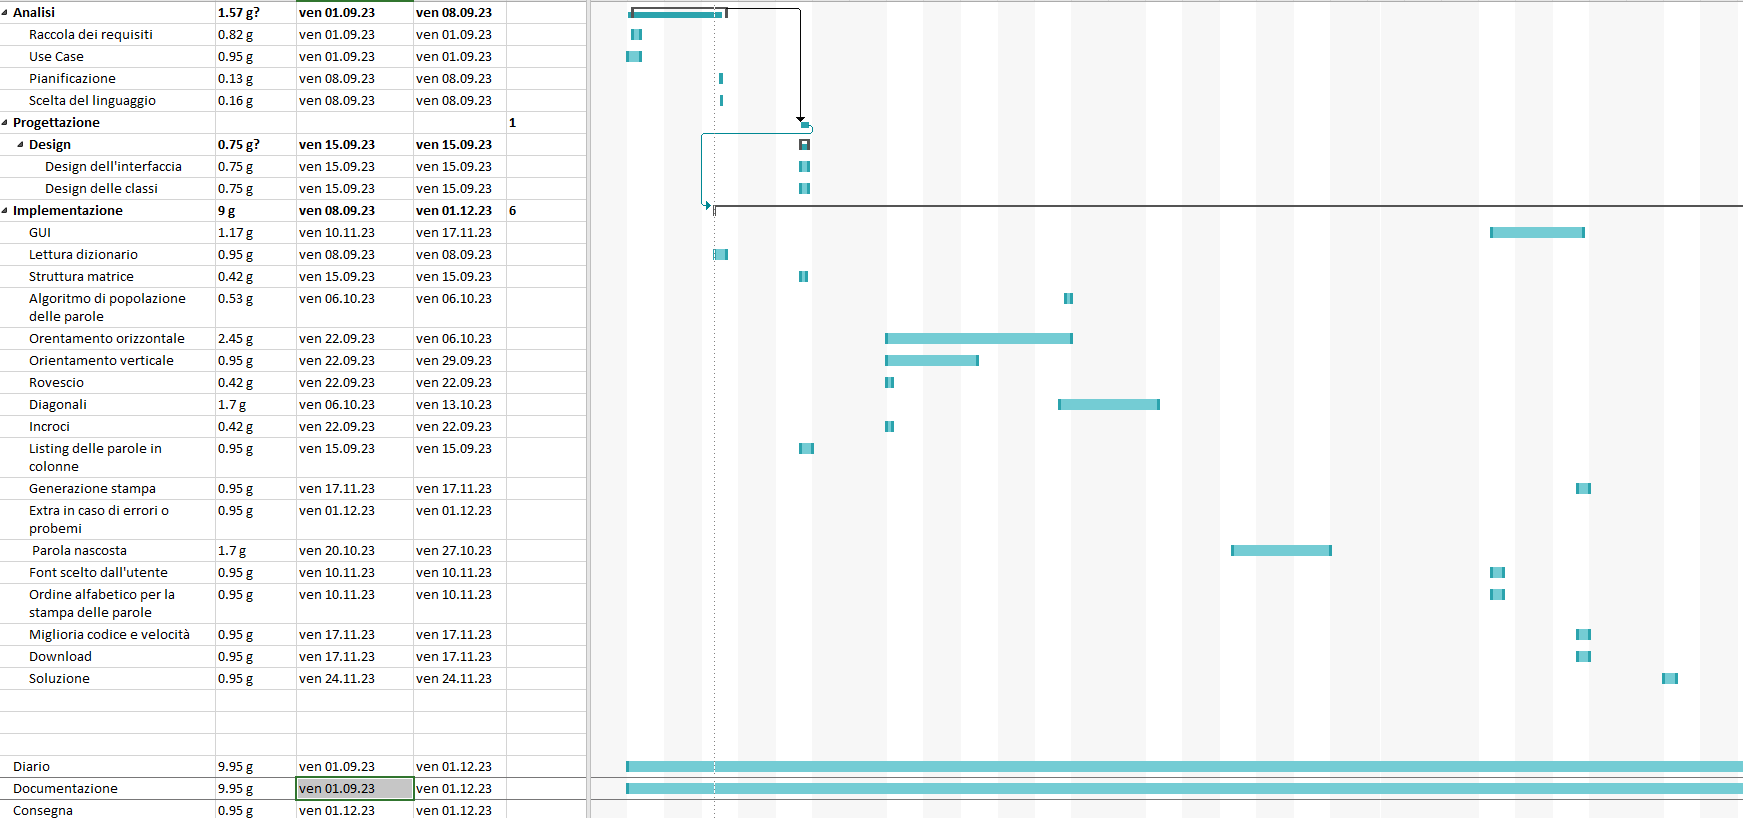 Analisi 1.57 g? ven 01.09.23 ven 08.09.23
Raccola dei requisiti 0.82 g ven 01.09.23 ven 01.09.23
Use Case 0.95 g ven 01.09.23 ven 01.09.23
Pianificazione 0.13 g ven 08.09.23 ven 08.09.23
Scelta del linguaggio 0.16 g ven 08.09.23 ven 08.09.23
Progettazione 1
Design 0.75 g? ven 15.09.23 ven 15.09.23
Design dell'interfaccia 0.75 g ven 15.09.23 ven 15.09.23
Design delle classi 0.75 g ven 15.09.23 ven 15.09.23
Implementazione 9 g ven 08.09.23 ven 01.12.23 6
GUI 1.17 g ven 10.11.23 ven 17.11.23
Lettura dizionario 0.95 g ven 08.09.23 ven 08.09.23
Struttura matrice 0.42 g ven 15.09.23 ven 15.09.23
Algoritmo di popolazione 0.53 g ven 06.10.23 ven 06.10.23
delle parole
Orentamento orizzontale 2.45 g ven 22.09.23 ven 06.10.23
Orientamento verticale 0.95 g ven 22.09.23 ven 29.09.23
Rovescio 0.42 g ven 22.09.23 ven 22.09.23
Diagonali 1.7 g ven 06.10.23 ven 13.10.23
Incroci 0.42 g ven 22.09.23 ven 22.09.23
Listing delle parole in 0.95 g ven 15.09.23 ven 15.09.23
colonne
Generazione stampa 0.95 g ven 17.11.23 ven 17.11.23
Extra in caso di errori o 0.95 g ven 01.12.23 ven 01.12.23
probemi
Parola nascosta 1.7 g ven 20.10.23 ven 27.10.23
Font scelto dall'utente 0.95 g ven 10.11.23 ven 10.11.23
Ordine alfabetico per la 0.95 g ven 10.11.23 ven 10.11.23
stampa delle parole
Miglioria codice e velocità 0.95 g ven 17.11.23 ven 17.11.23
Download 0.95 g ven 17.11.23 ven 17.11.23
Soluzione 0.95 g ven 24.11.23 ven 24.11.23
Diario 9.95 g ven 01.09.23 ven 01.12.23
Documentazione 9.95 g ven 01.09.23 ven 01.12.23
Consegna 0.95 g ven 01.12.23 ven 01.12.23